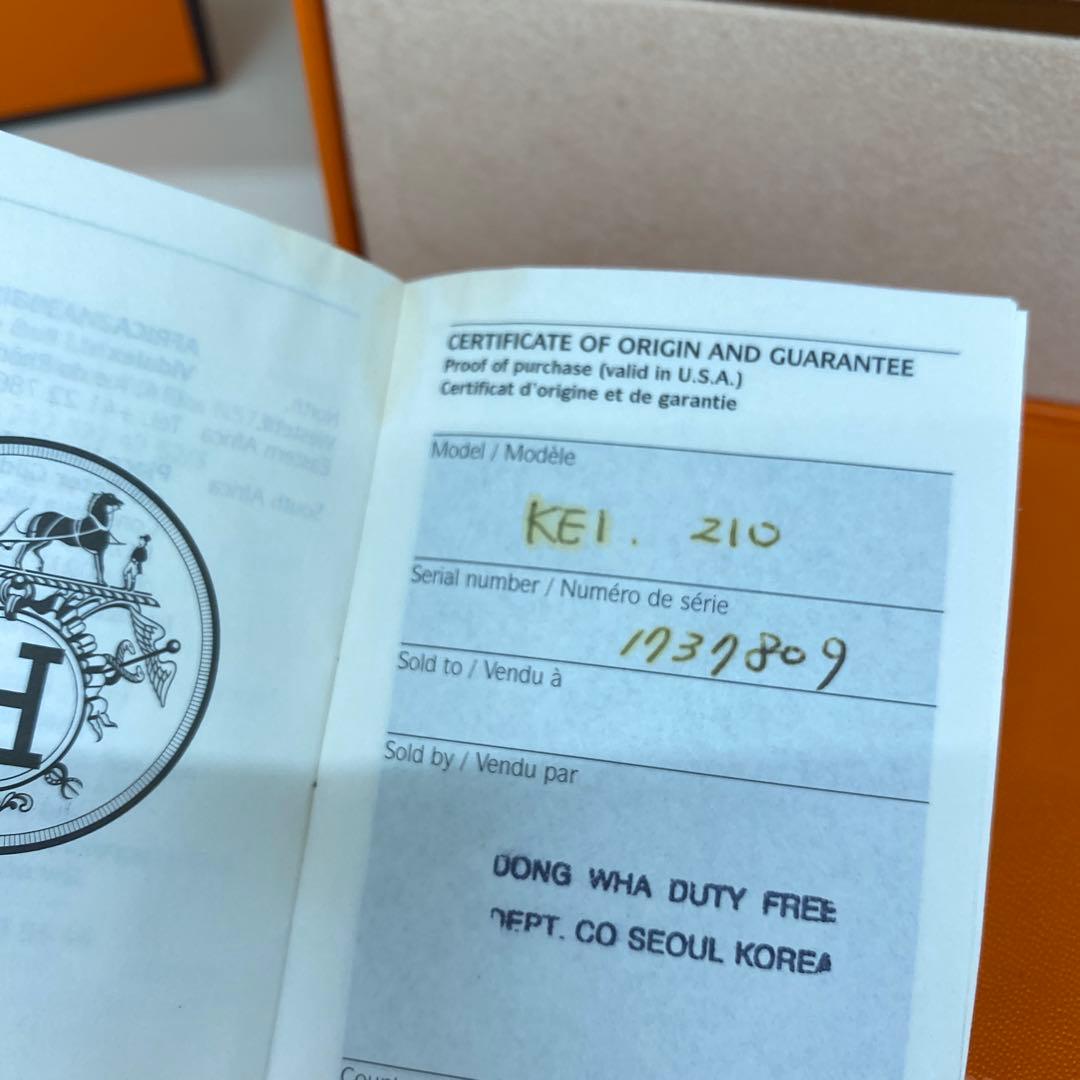 CERTIFICATE OF ORIGIN AND GUARANTEE
Proof of purchase (valid in U.S.A.)
Certificat d'origine et de garantie
Model / Modèle
KE1. 210
Serial number / Numéro de série
1737809
Sold to / Vendu à
Sold by / Vendu par
DONG WHA DUTY FREE
DEPT. CO SEOUL KOREA
H